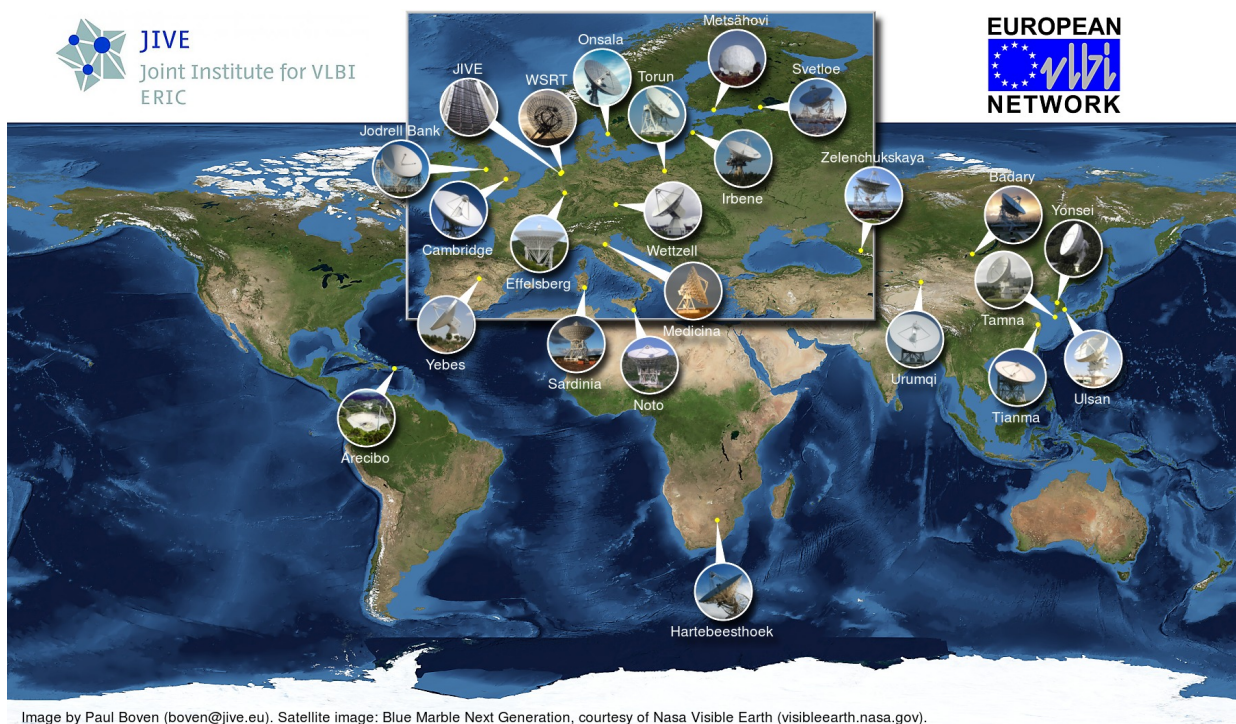 JIVE
Joint Institute for VLBI
ERIC
EUROPEAN
vlbi
NETWORK
Metsähovi
Onsala
JIVE
WSRT
Torun
Svetloe
Jodrell Bank
Zelenchukskaya
Badary
Irbene
Yonsei
Cambridge
Wettzell
Effelsberg
Tamna
Medicina
Yebes
Sardinia
Urumqi
Noto
Ulsan
Tianma
Arecibo
Hartebeesthoek
Image by Paul Boven (boven@jive.eu). Satellite image: Blue Marble Next Generation, courtesy of Nasa Visible Earth (visibleearth.nasa.gov).